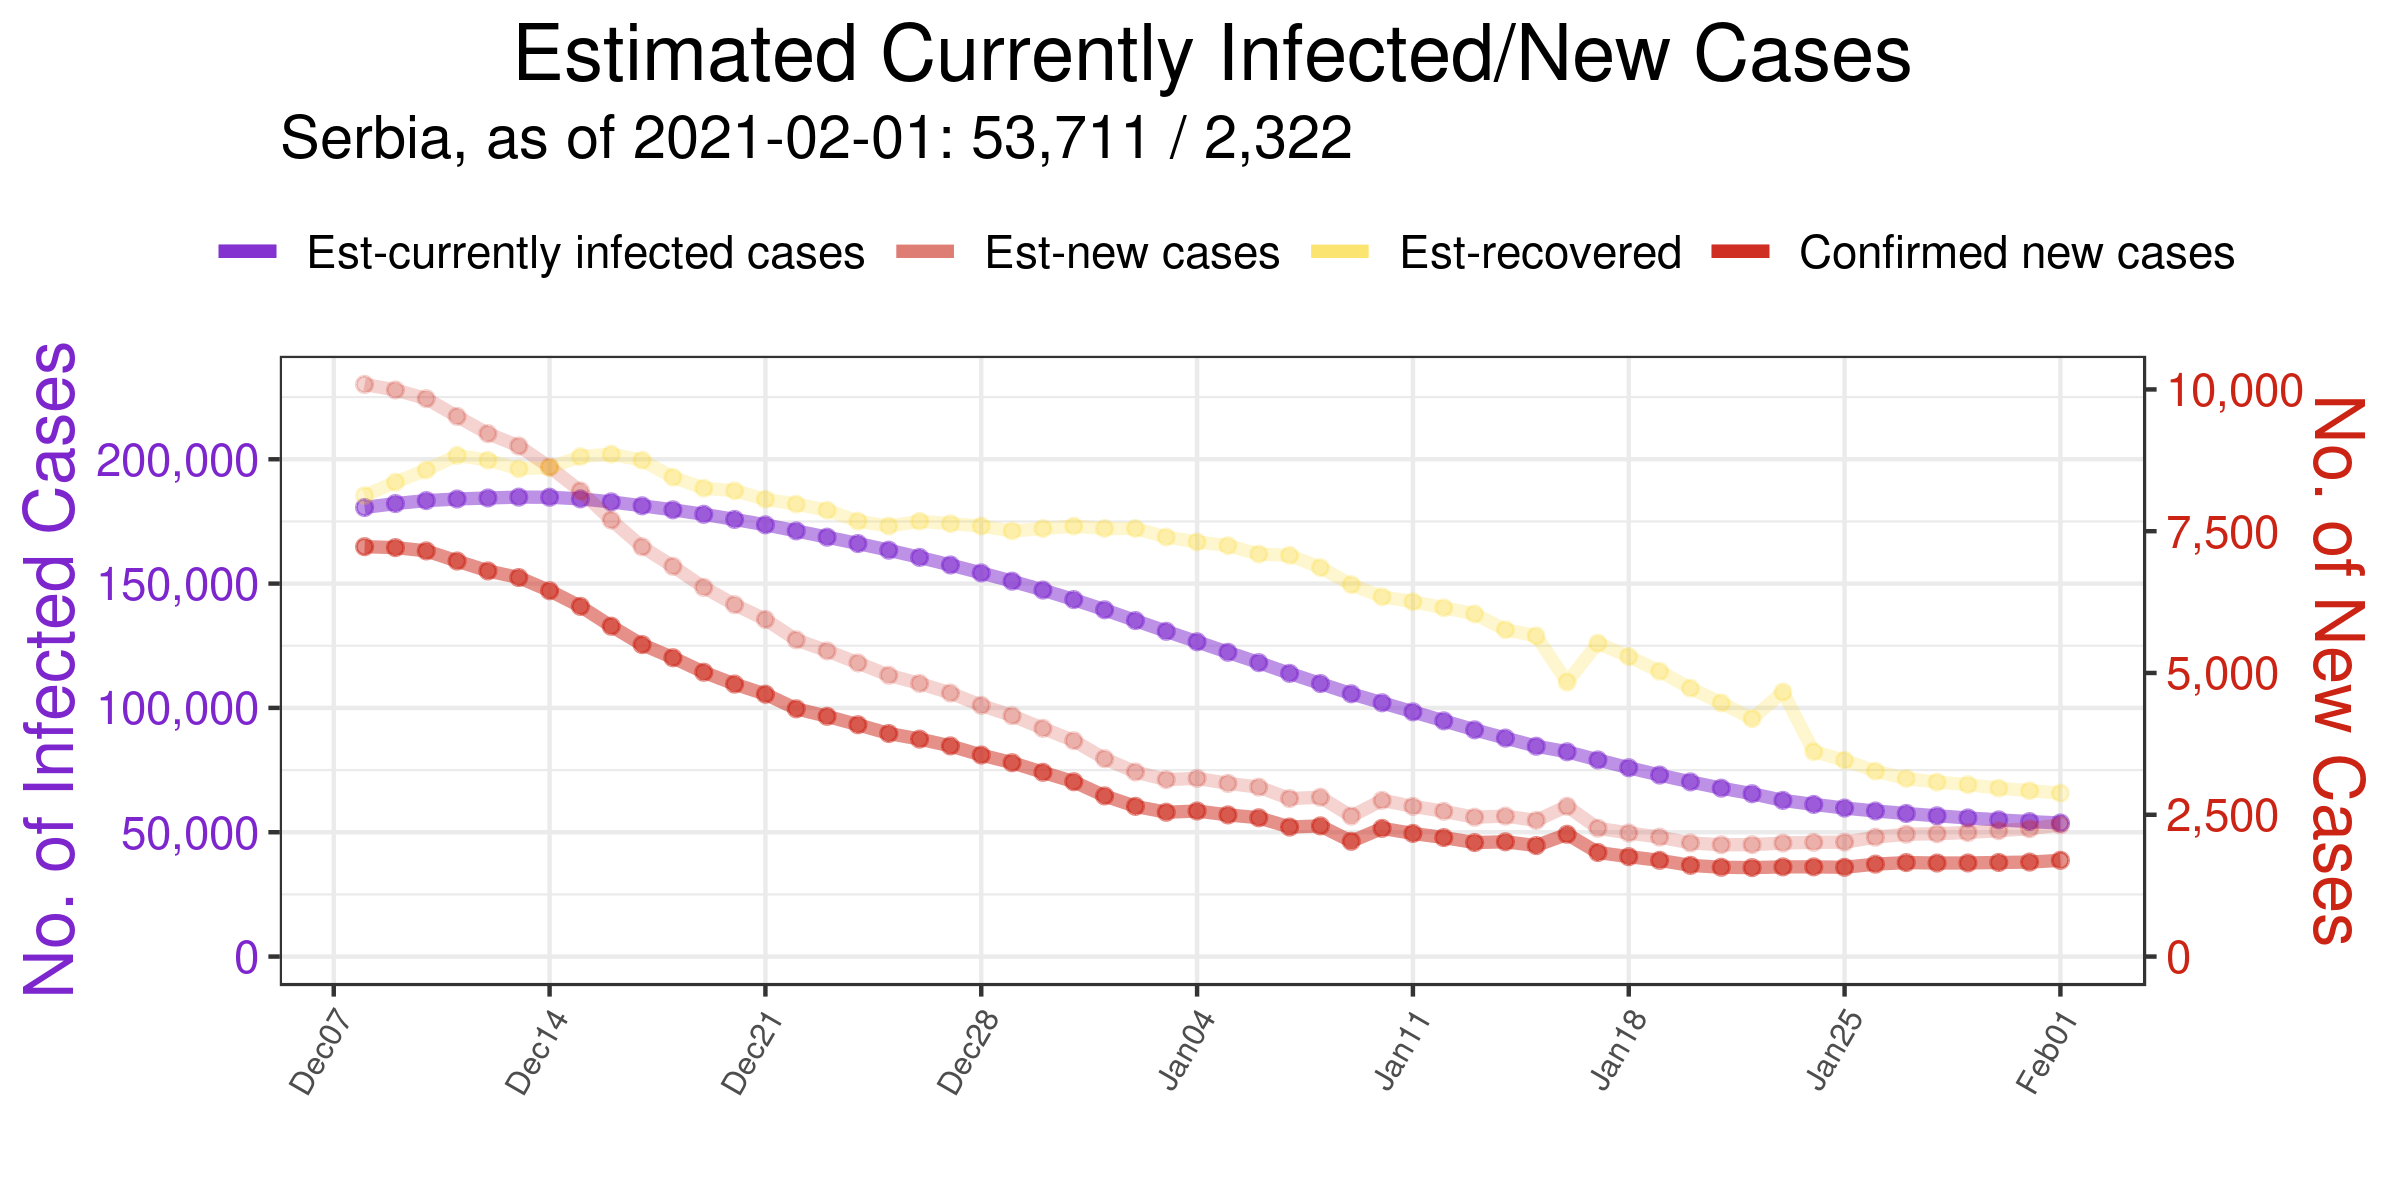 Estimated Currently Infected/New Cases
Serbia, as of 2021-02-01: 53,711 / 2,322
Est-currently infected cases Est-new cases Est-recovered Confirmed new cases
No. of Infected Cases
200,000
150,000
100,000
50,000
0
10,000
7,500
5,000
2,500
0
No. of New Cases
Dec07 Dec14 Dec21 Dec28 Jan04 Jan11 Jan18 Jan25 Feb01